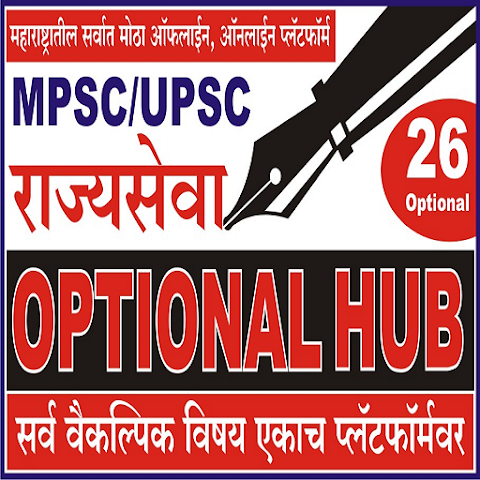 महाराष्ट्रातील सर्वात मोठा ऑफलाईन, ऑनलाईन प्लॅटफॉर्म
MPSC/UPSC
राज्यसेवा
26
Optional
OPTIONAL HUB
सर्व वैकल्पिक विषय एकाच प्लॅटफॉर्मवर